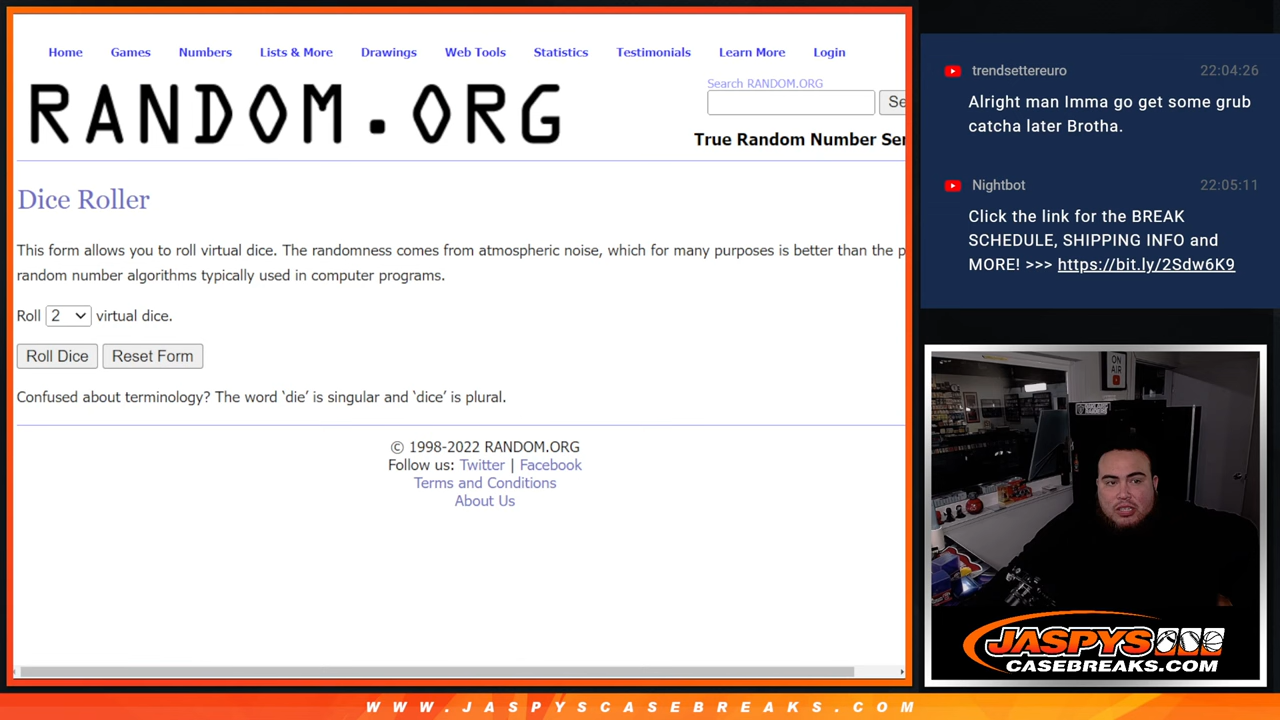 Home Games Numbers Lists & More Drawings Web Tools Statistics Testimonials Learn More Login
RANDOM.ORG
Search RANDOM.ORG
Se
True Random Number Ser
Dice Roller
This form allows you to roll virtual dice. The randomness comes from atmospheric noise, which for many purposes is better than the p
random number algorithms typically used in computer programs.
Roll 2 virtual dice.
Roll Dice Reset Form
Confused about terminology? The word ‘die’ is singular and ‘dice’ is plural.
© 1998-2022 RANDOM.ORG
Follow us: Twitter | Facebook
Terms and Conditions
About Us
trendsettereuro 22:04:26
Alright man Imma go get some grub
catcha later Brotha.
Nightbot 22:05:11
Click the link for the BREAK
SCHEDULE, SHIPPING INFO and
MORE! >>> https://bit.ly/2Sdw6K9
ON
AIR
JASPYS
CASEBREAKS.COM
WWW.JASPYSCASEBREAKS.COM